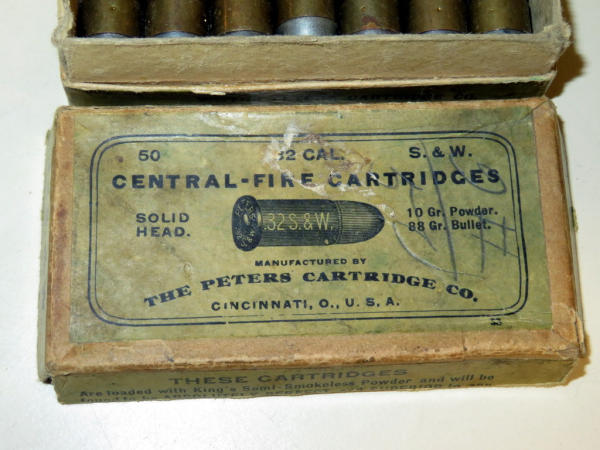 50 32 CAL. S. & W.
CENTRAL-FIRE CARTRIDGES
SOLID HEAD.
.32 S.&W.
10 Gr. Powder.
88 Gr. Bullet.
MANUFACTURED BY
THE PETERS CARTRIDGE CO.
CINCINNATI, O., U. S. A.
THESE CARTRIDGES
Are loaded with King's Semi-Smokeless Powder and will be